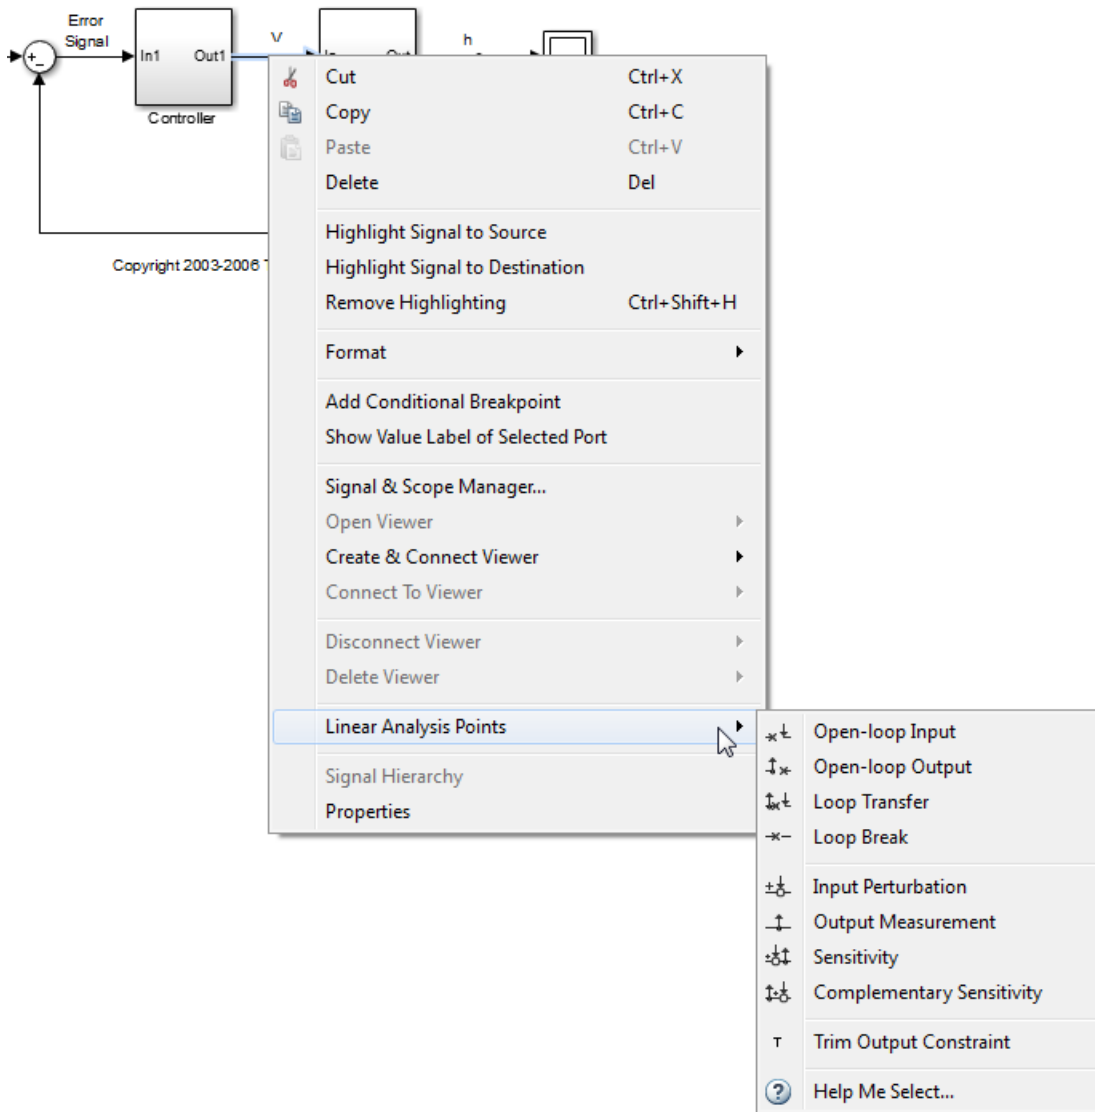 Error
Signal
+
-
In1
Out1
Controller
V
In
Out
h
Copyright 2003-2006
Cut Ctrl+X
Copy Ctrl+C
Paste Ctrl+V
Delete Del
Highlight Signal to Source
Highlight Signal to Destination
Remove Highlighting Ctrl+Shift+H
Format
Add Conditional Breakpoint
Show Value Label of Selected Port
Signal & Scope Manager...
Open Viewer
Create & Connect Viewer
Connect To Viewer
Disconnect Viewer
Delete Viewer
Linear Analysis Points
Signal Hierarchy
Properties
Open-loop Input
Open-loop Output
Loop Transfer
Loop Break
Input Perturbation
Output Measurement
Sensitivity
Complementary Sensitivity
T Trim Output Constraint
? Help Me Select...